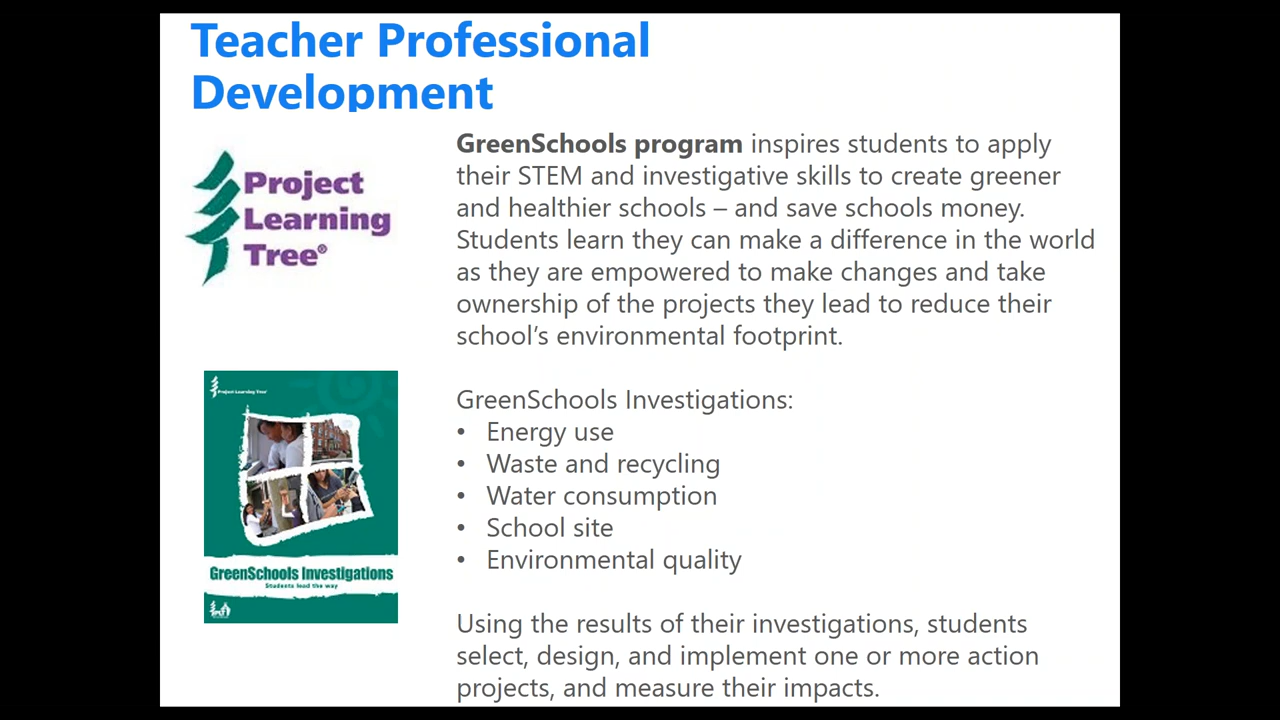 Teacher Professional
Development
Project
Learning
Tree®
GreenSchools program inspires students to apply
their STEM and investigative skills to create greener
and healthier schools – and save schools money.
Students learn they can make a difference in the world
as they are empowered to make changes and take
ownership of the projects they lead to reduce their
school’s environmental footprint.
Project Learning Tree
GreenSchools Investigations
Students lead the way
GreenSchools Investigations:
• Energy use
• Waste and recycling
• Water consumption
• School site
• Environmental quality
Using the results of their investigations, students
select, design, and implement one or more action
projects, and measure their impacts.